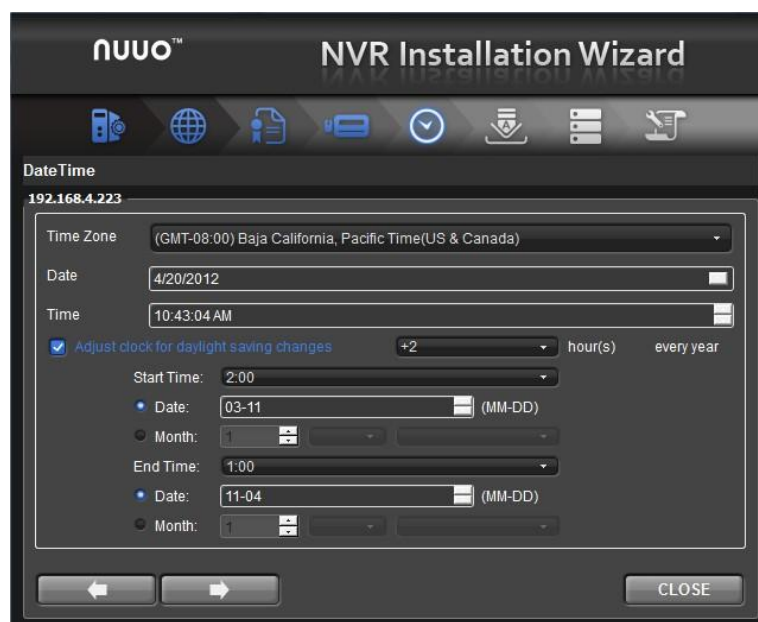 nuuo™ NVR Installation Wizard
DateTime
192.168.4.223
Time Zone (GMT-08:00) Baja California, Pacific Time(US & Canada)
Date 4/20/2012
Time 10:43:04 AM
Adjust clock for daylight saving changes +2 hour(s) every year
Start Time: 2:00
Date: 03-11 (MM-DD)
Month: 1
End Time: 1:00
Date: 11-04 (MM-DD)
Month: 1
CLOSE